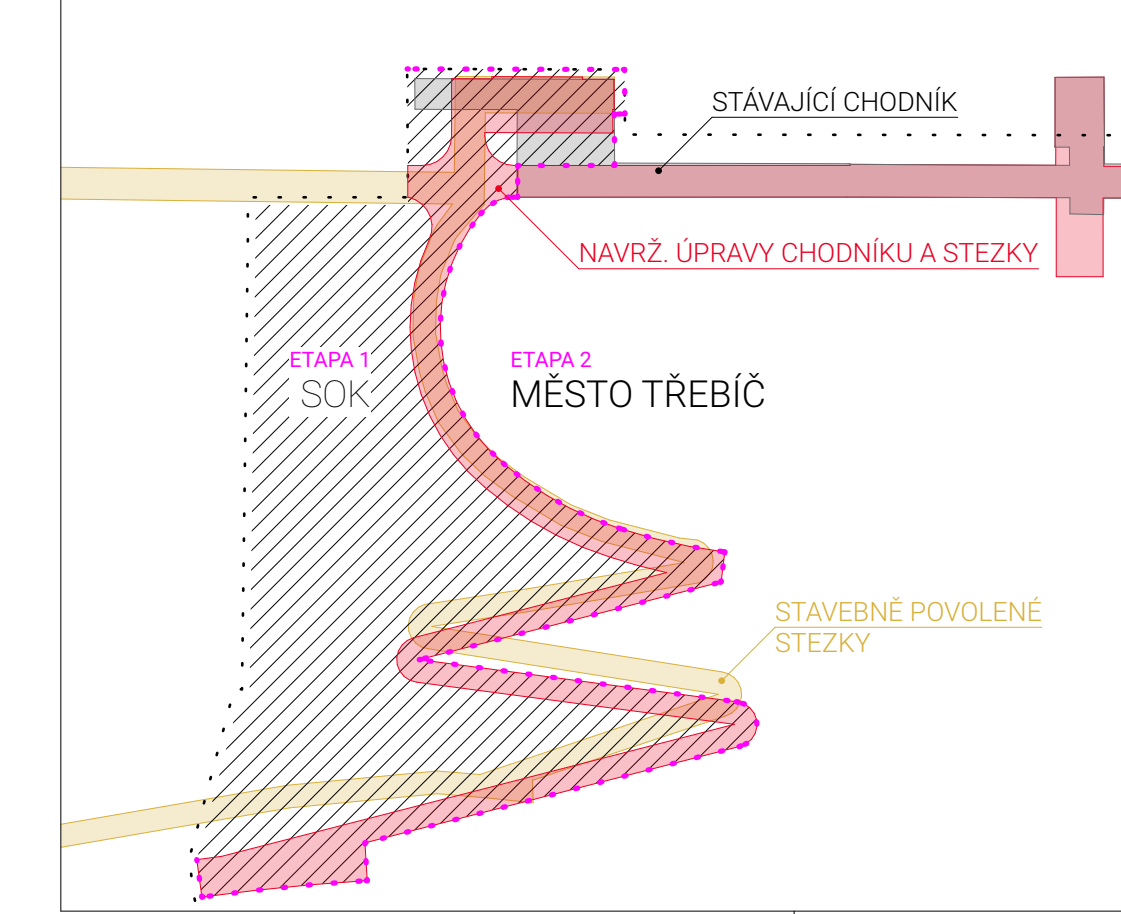 STÁVAJÍCÍ CHODNÍK
NAVRŽ. ÚPRAVY CHODNÍKU A STEZKY
ETAPA 1
SOK
ETAPA 2
MĚSTO TŘEBÍČ
STAVEBNĚ POVOLENÉ
STEZKY